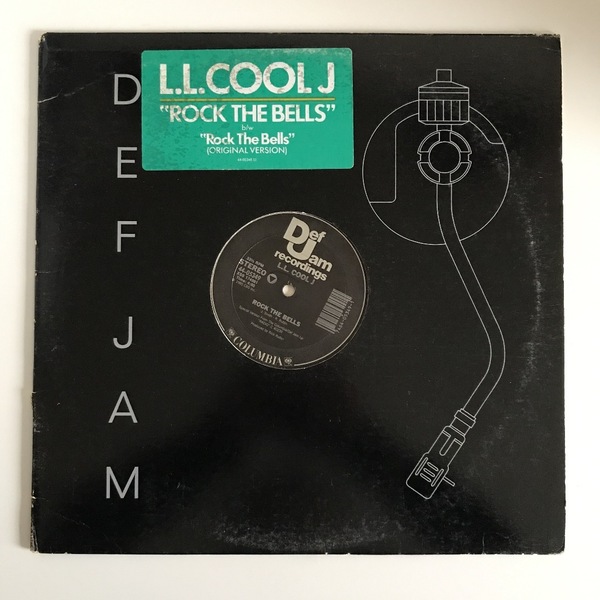 L.L. COOL J
"ROCK THE BELLS"
b/w
"Rock The Bells"
(ORIGINAL VERSION)
D
E
F
J
A
M
Def
Jam
recordings
L.L. COOL J
STEREO
ROCK THE BELLS
COLUMBIA